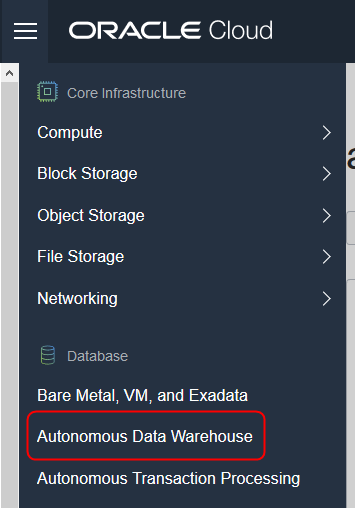 ORACLE Cloud
Core Infrastructure
Compute
Block Storage
Object Storage
File Storage
Networking
Database
Bare Metal, VM, and Exadata
Autonomous Data Warehouse
Autonomous Transaction Processing